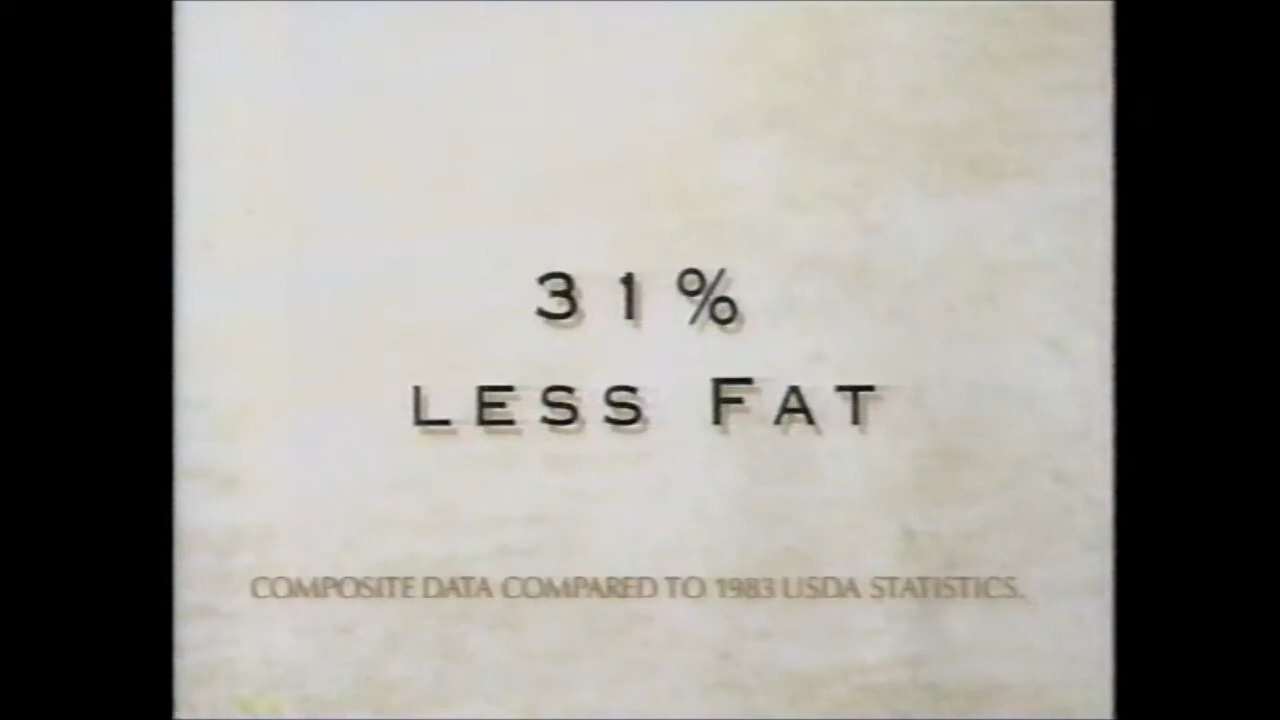 31%
LESS FAT
COMPOSITE DATA COMPARED TO 1983 USDA STATISTICS.